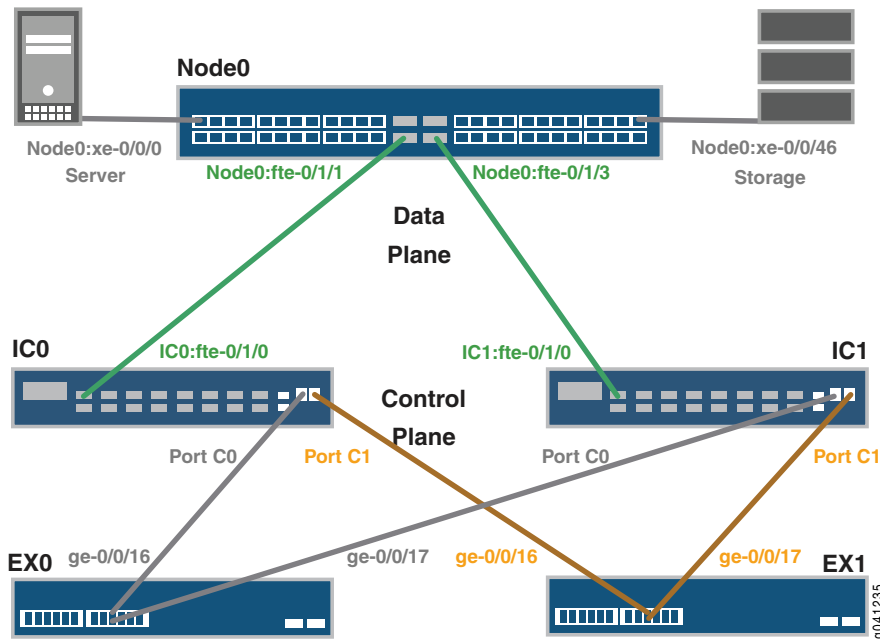 Node0
Node0:xe-0/0/0
Server
Node0:fte-0/1/1
Node0:fte-0/1/3
Node0:xe-0/0/46
Storage
Data
Plane
IC0
IC0:fte-0/1/0
IC1:fte-0/1/0
IC1
Control
Plane
Port C0
Port C1
Port C0
Port C1
EX0
ge-0/0/16
ge-0/0/17
ge-0/0/16
ge-0/0/17
EX1
g041235